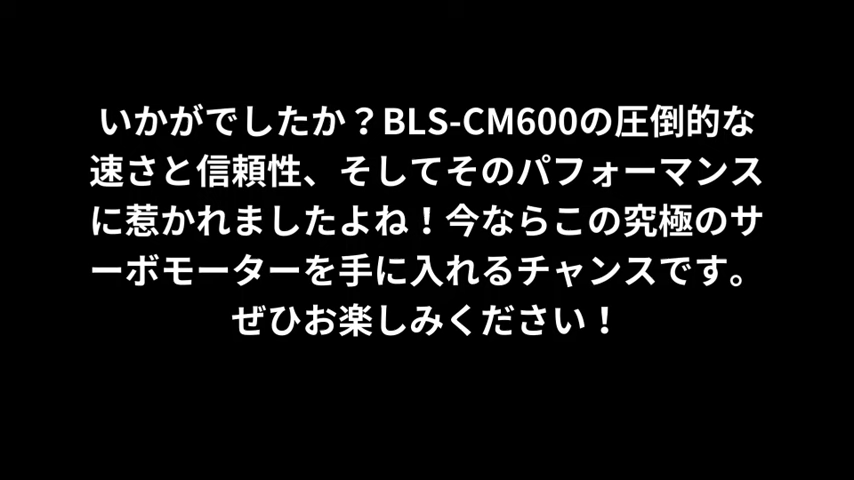 いかがでしたか？BLS-CM600の圧倒的な
速さと信頼性、そしてそのパフォーマンス
に惹かれましたよね！今ならこの究極のサ
ーボモーターを手に入れるチャンスです。
ぜひお楽しみください！